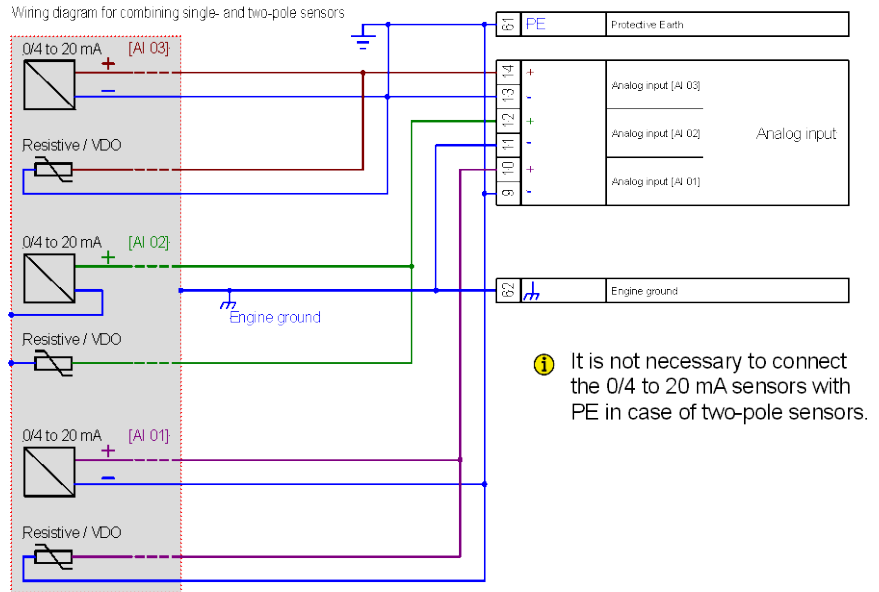 Wiring diagram for combining single- and two-pole sensors
61 PE Protective Earth
0/4 to 20 mA [AI 03]
+
−
Resistive / VDO
14 +
13 -
Analog input [AI 03]
12 +
11 -
Analog input [AI 02]
10 +
9 -
Analog input [AI 01]
Analog input
0/4 to 20 mA [AI 02]
+
Resistive / VDO
Engine ground
62 Engine ground
It is not necessary to connect
the 0/4 to 20 mA sensors with
PE in case of two-pole sensors.
0/4 to 20 mA [AI 01]
+
−
Resistive / VDO